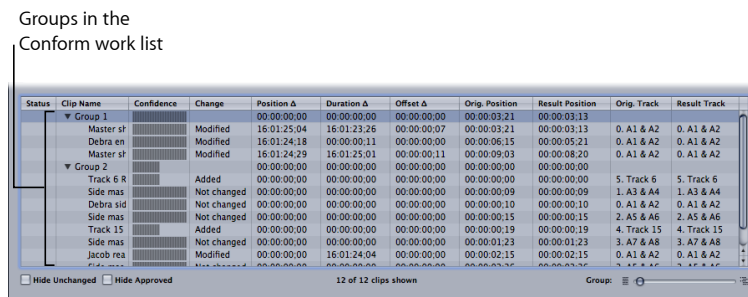 Groups in the
Conform work list
Status Clip Name Confidence Change Position Δ Duration Δ Offset Δ Orig. Position Result Position Orig. Track Result Track
▼ Group 1 00:00:00;00 00:00:00;00 00:00:00;00 00:00:03;21 00:00:03;13
Master sh Modified 16:01:25;04 16:01:23;26 00:00:00;07 00:00:03;21 00:00:03;13 0. A1 & A2 0. A1 & A2
Debra en Modified 16:01:24;18 00:00:00;11 00:00:00;00 00:00:06;15 00:00:05;21 0. A1 & A2 0. A1 & A2
Master sh Modified 16:01:24;29 16:01:25;01 00:00:00;11 00:00:09;03 00:00:08;20 0. A1 & A2 0. A1 & A2
▼ Group 2 00:00:00;00 00:00:00;00 00:00:00;00 00:00:00;00 00:00:00;00
Track 6 R Added 00:00:00;00 00:00:00;00 00:00:00;00 00:00:00;00 00:00:00;00 5. Track 6 5. Track 6
Side mas Not changed 00:00:00;00 00:00:00;00 00:00:00;00 00:00:00;09 00:00:00;09 1. A3 & A4 1. A3 & A4
Debra sid Not changed 00:00:00;00 00:00:00;00 00:00:00;00 00:00:00;10 00:00:00;10 0. A1 & A2 0. A1 & A2
Side mas Not changed 00:00:00;00 00:00:00;00 00:00:00;00 00:00:00;15 00:00:00;15 2. A5 & A6 2. A5 & A6
Track 15 Added 00:00:00;00 00:00:00;00 00:00:00;00 00:00:00;19 00:00:00;19 4. Track 15 4. Track 15
Side mas Not changed 00:00:00;00 00:00:00;00 00:00:00;00 00:00:01;23 00:00:01;23 3. A7 & A8 3. A7 & A8
Jacob rea Modified 00:00:00;00 16:01:24;04 00:00:00;00 00:00:02;15 00:00:02;15 0. A1 & A2 0. A1 & A2
Hide Unchanged Hide Approved 12 of 12 clips shown Group: